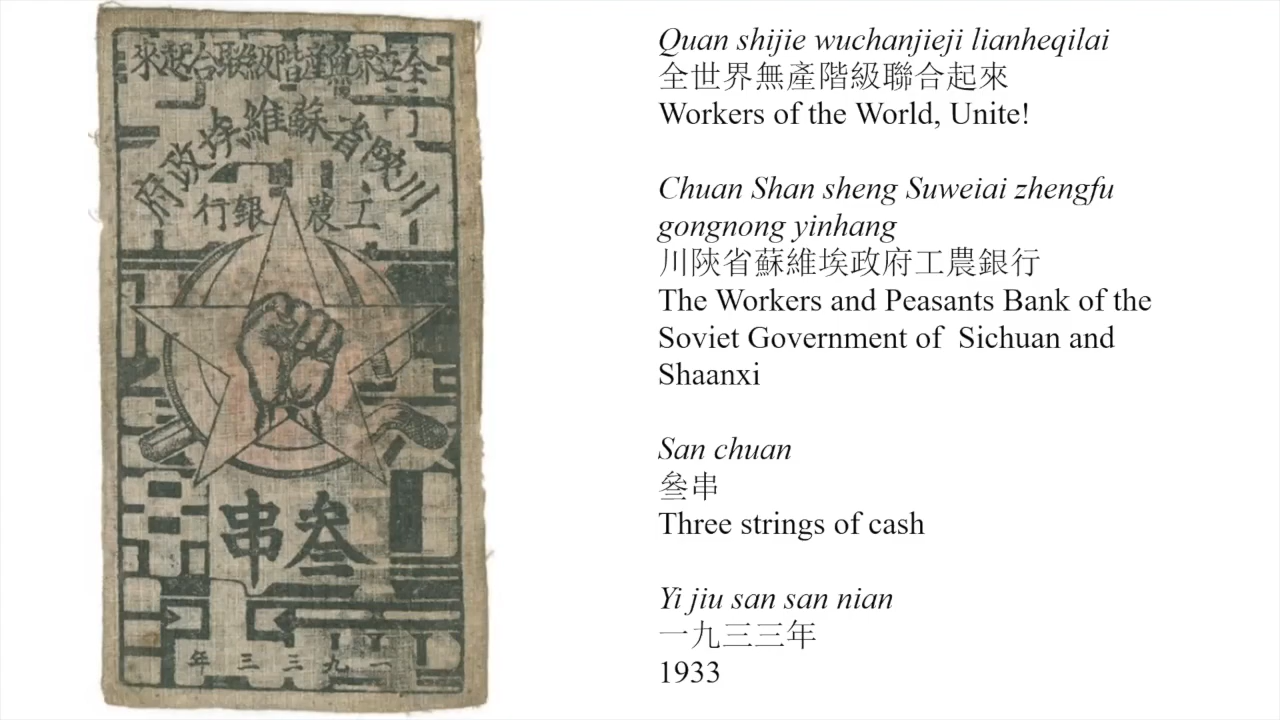 全世界無產階級聯合起來
川陝省蘇維埃政府
工農銀行
叁串
一九三三年
Quan shijie wuchanjieji lianheqilai
全世界無產階級聯合起來
Workers of the World, Unite!
Chuan Shan sheng Suweiai zhengfu
gongnong yinhang
川陝省蘇維埃政府工農銀行
The Workers and Peasants Bank of the
Soviet Government of Sichuan and
Shaanxi
San chuan
叄串
Three strings of cash
Yi jiu san san nian
一九三三年
1933